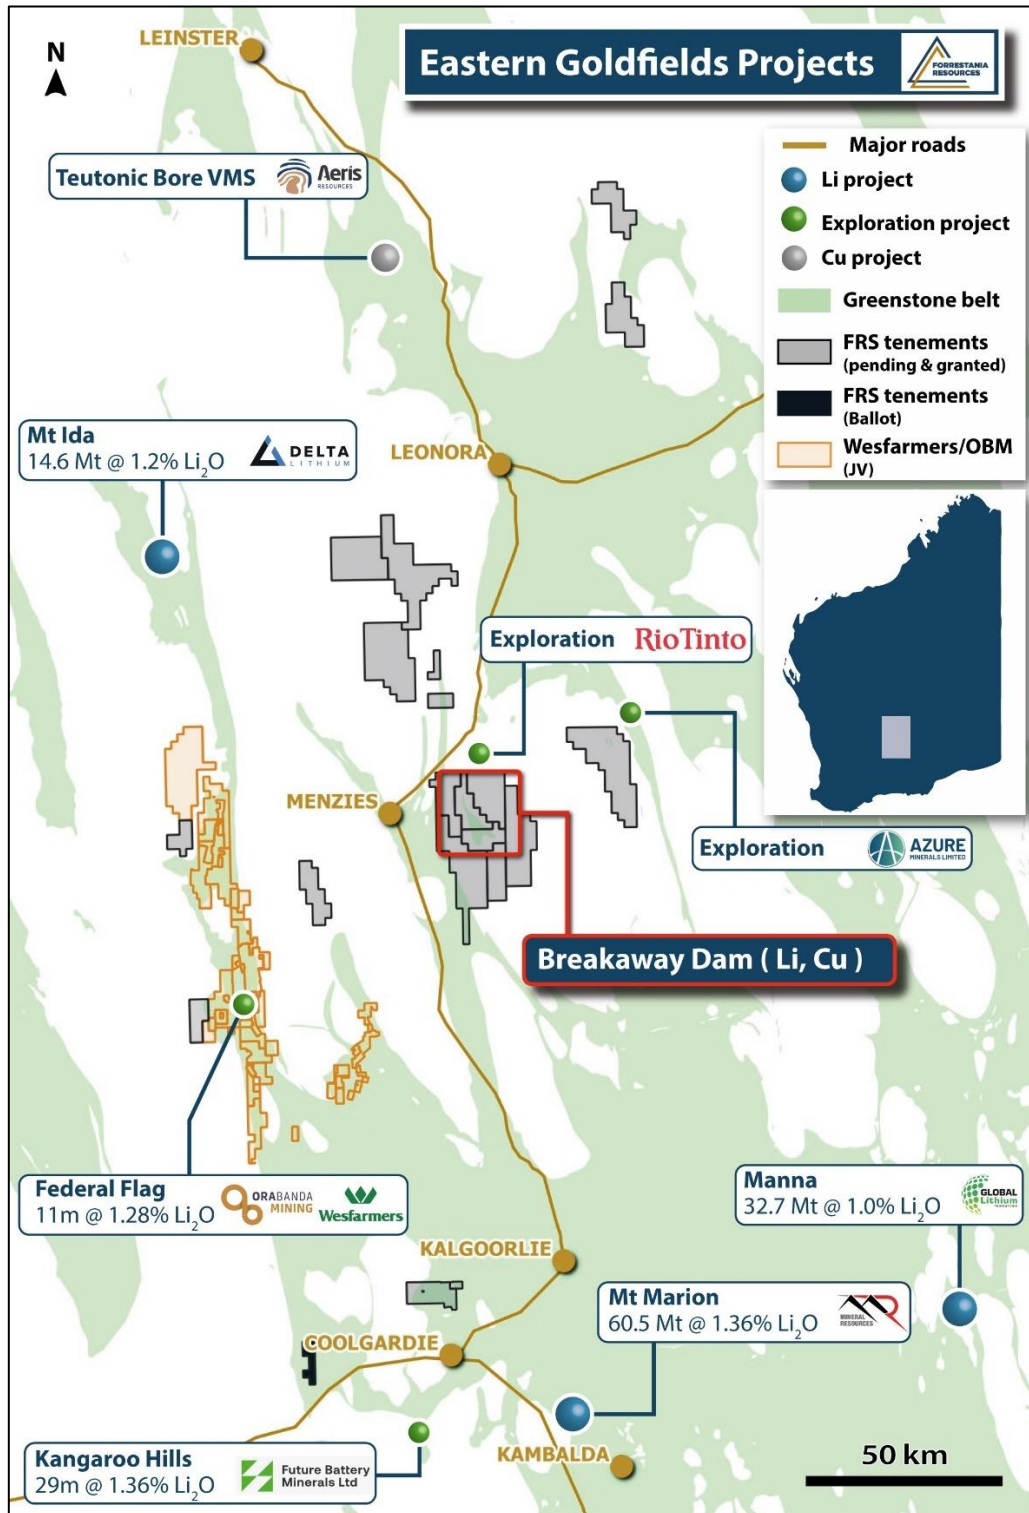 LEINSTER
N
Eastern Goldfields Projects
FORRESTANIA
RESOURCES
Major roads
Li project
Exploration project
Cu project
Greenstone belt
FRS tenements
(pending & granted)
FRS tenements
(Ballot)
Wesfarmers/OBM
(JV)
Teutonic Bore VMS
Aeris
RESOURCES
Mt Ida
14.6 Mt @ 1.2% Li₂O
DELTA
LITHIUM
LEONORA
Exploration
RioTinto
MENZIES
Exploration
AZURE
MINERALS LIMITED
Breakaway Dam ( Li, Cu )
Federal Flag
11m @ 1.28% Li₂O
ORABANDA
MINING
Wesfarmers
Manna
32.7 Mt @ 1.0% Li₂O
GLOBAL
Lithium
KALGOORLIE
Mt Marion
60.5 Mt @ 1.36% Li₂O
MINERAL
RESOURCES
COOLGARDIE
KAMBALDA
Kangaroo Hills
29m @ 1.36% Li₂O
Future Battery
Minerals Ltd
50 km